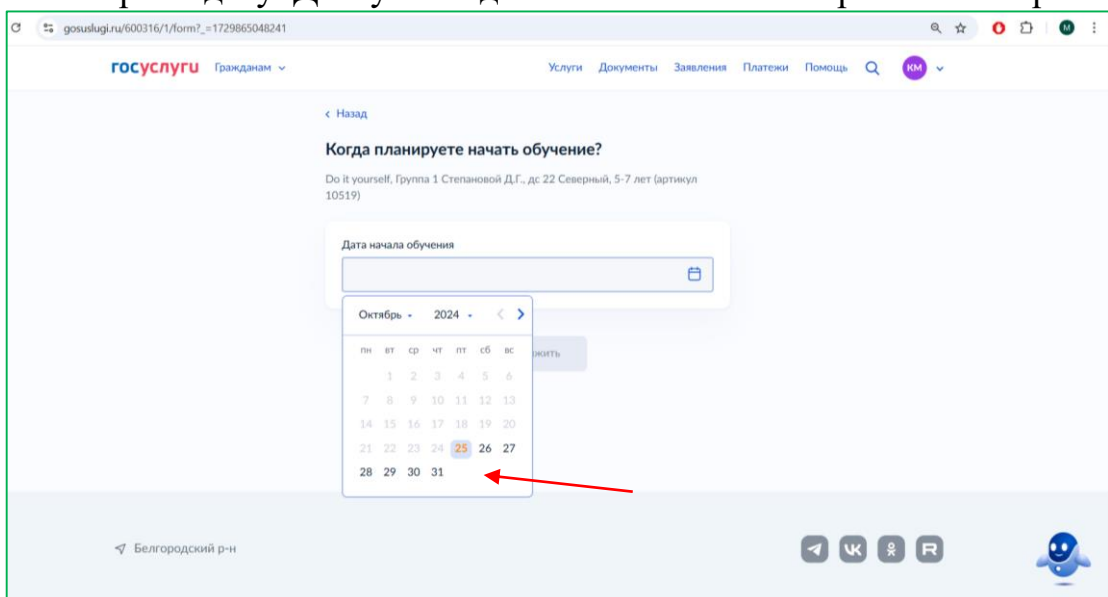 gosuslugi.ru/600316/1/form?_=1729865048241
М
госуслуги Гражданам Услуги Документы Заявления Платежи Помощь КМ
Назад
Когда планируете начать обучение?
Do it yourself, Группа 1 Степановой Д.Г., дс 22 Северный, 5-7 лет (артикул
10519)
Дата начала обучения
Октябрь 2024
пн вт ср чт пт сб вс
1 2 3 4 5 6
7 8 9 10 11 12 13
14 15 16 17 18 19 20
21 22 23 24 25 26 27
28 29 30 31
Белгородский р-н